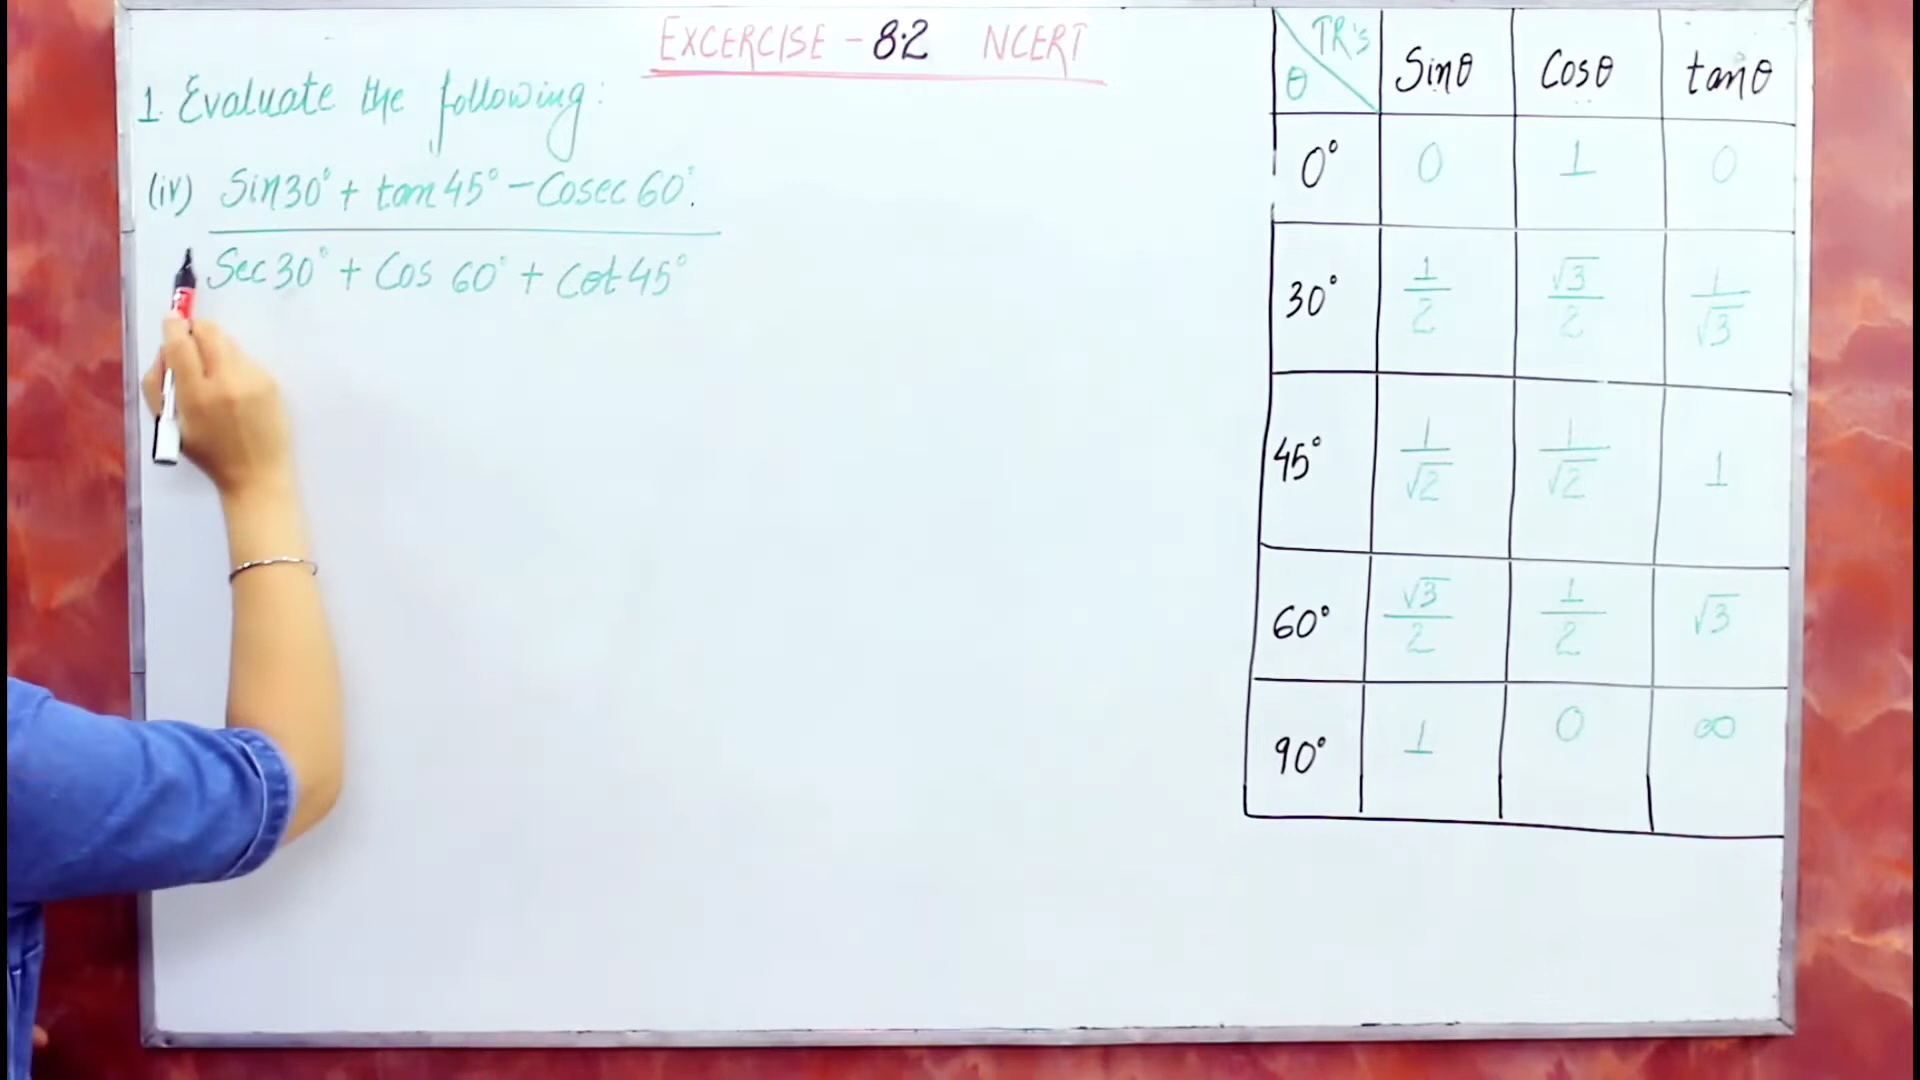 EXCERCISE - 8.2 NCERT
1. Evaluate the following:
(iv) Sin30° + tan45° - Cosec 60°.
Sec30° + Cos 60° + Cot 45°
TR's
θ Sinθ Cosθ tanθ
0° 0 1 0
30° 1/2 √3/2 1/√3
45° 1/√2 1/√2 1
60° √3/2 1/2 √3
90° 1 0 ∞